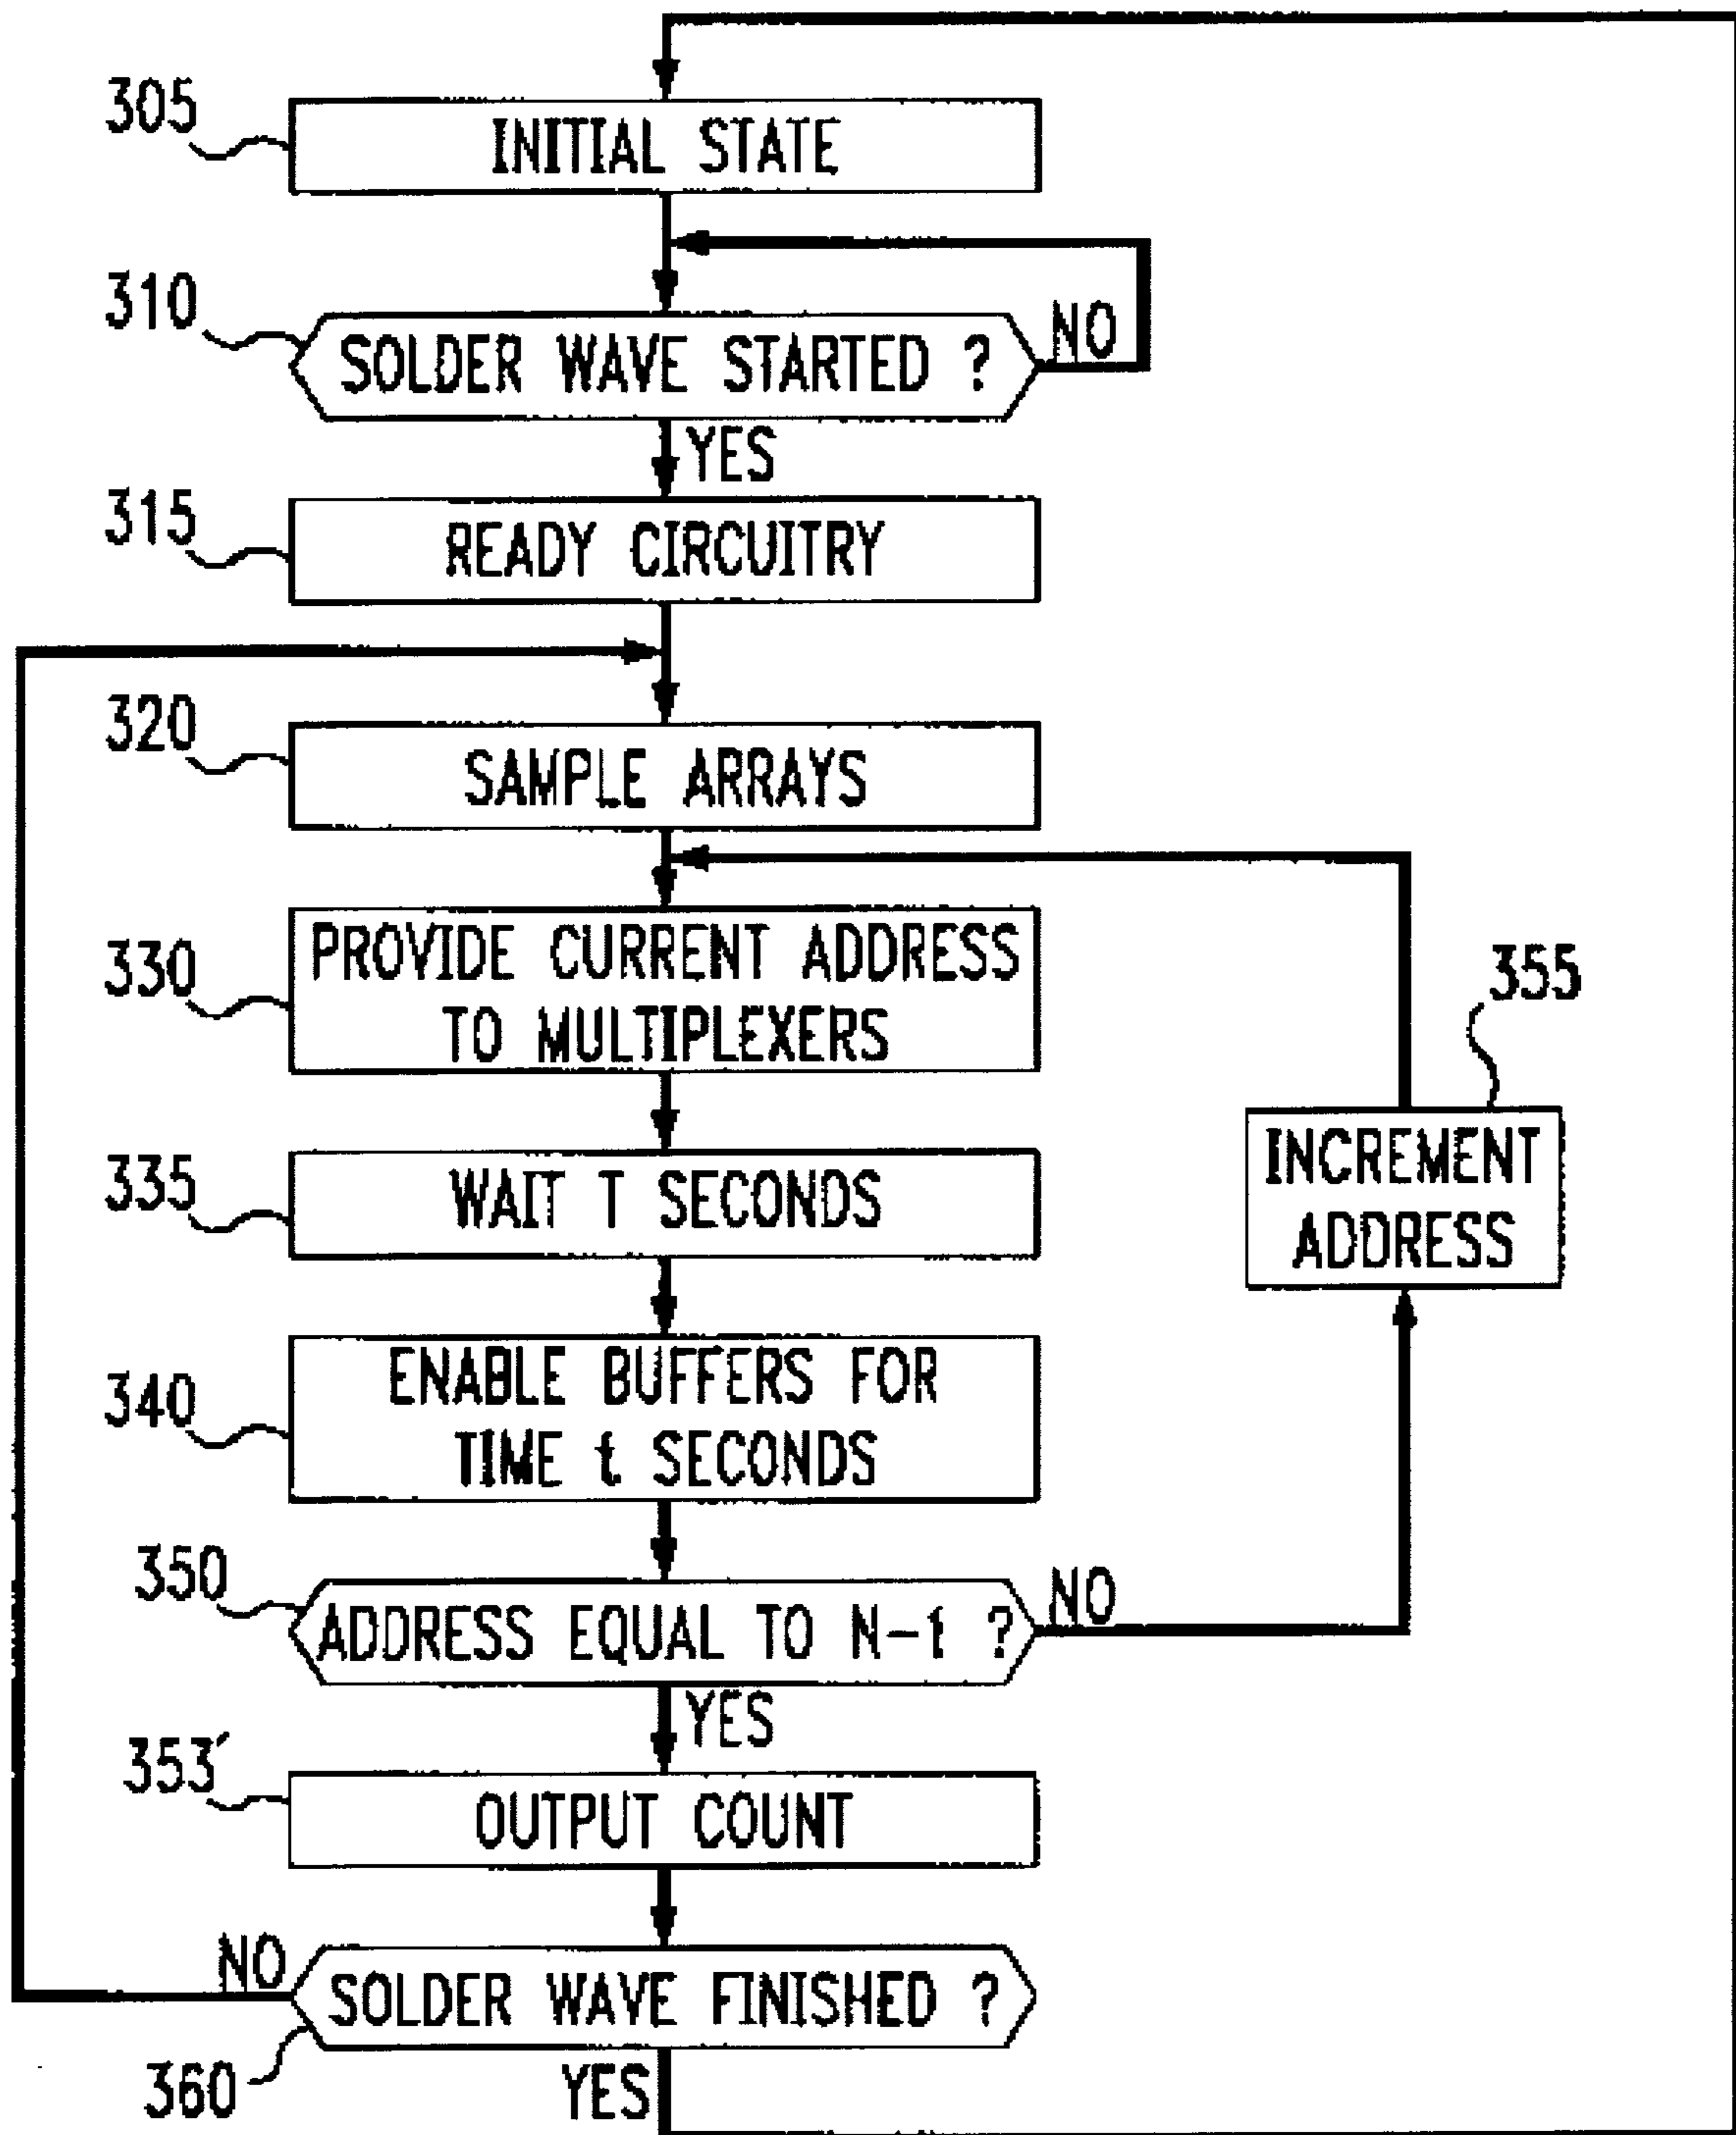 305
INITIAL STATE
310
SOLDER WAVE STARTED ?
NO
YES
315
READY CIRCUITRY
320
SAMPLE ARRAYS
330
PROVIDE CURRENT ADDRESS
TO MULTIPLEXERS
355
INCREMENT
ADDRESS
335
WAIT T SECONDS
340
ENABLE BUFFERS FOR
TIME t SECONDS
350
ADDRESS EQUAL TO N-1 ?
NO
YES
353'
OUTPUT COUNT
NO
SOLDER WAVE FINISHED ?
360
YES